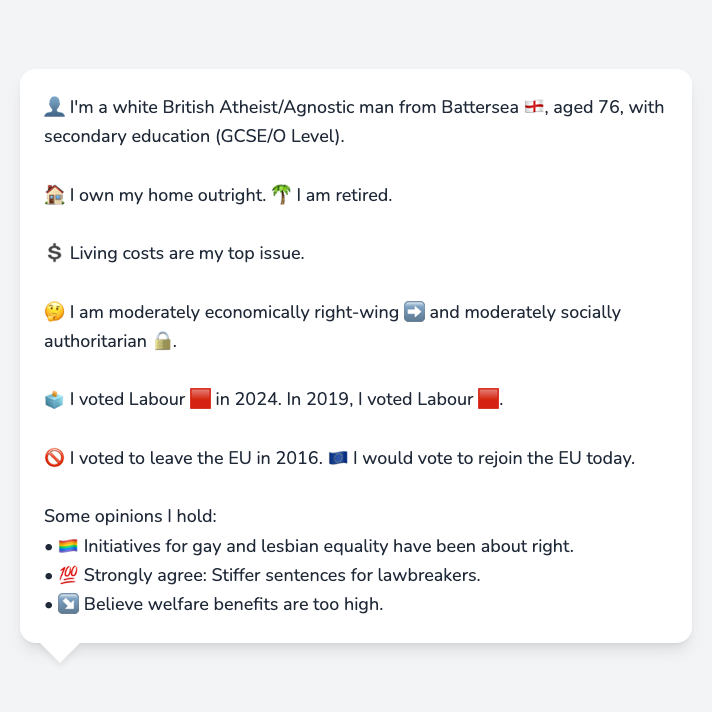 👤 I'm a white British Atheist/Agnostic man from Battersea 🏴󠁧󠁢󠁥󠁮󠁧󠁿, aged 76, with
secondary education (GCSE/O Level).
🏠 I own my home outright. 🌴 I am retired.
💲 Living costs are my top issue.
🤔 I am moderately economically right-wing ➡️ and moderately socially
authoritarian 🔒.
🗳️ I voted Labour 🟥 in 2024. In 2019, I voted Labour 🟥.
🚫 I voted to leave the EU in 2016. 🇪🇺 I would vote to rejoin the EU today.
Some opinions I hold:
• 🏳️‍🌈 Initiatives for gay and lesbian equality have been about right.
• 💯 Strongly agree: Stiffer sentences for lawbreakers.
• ↘️ Believe welfare benefits are too high.